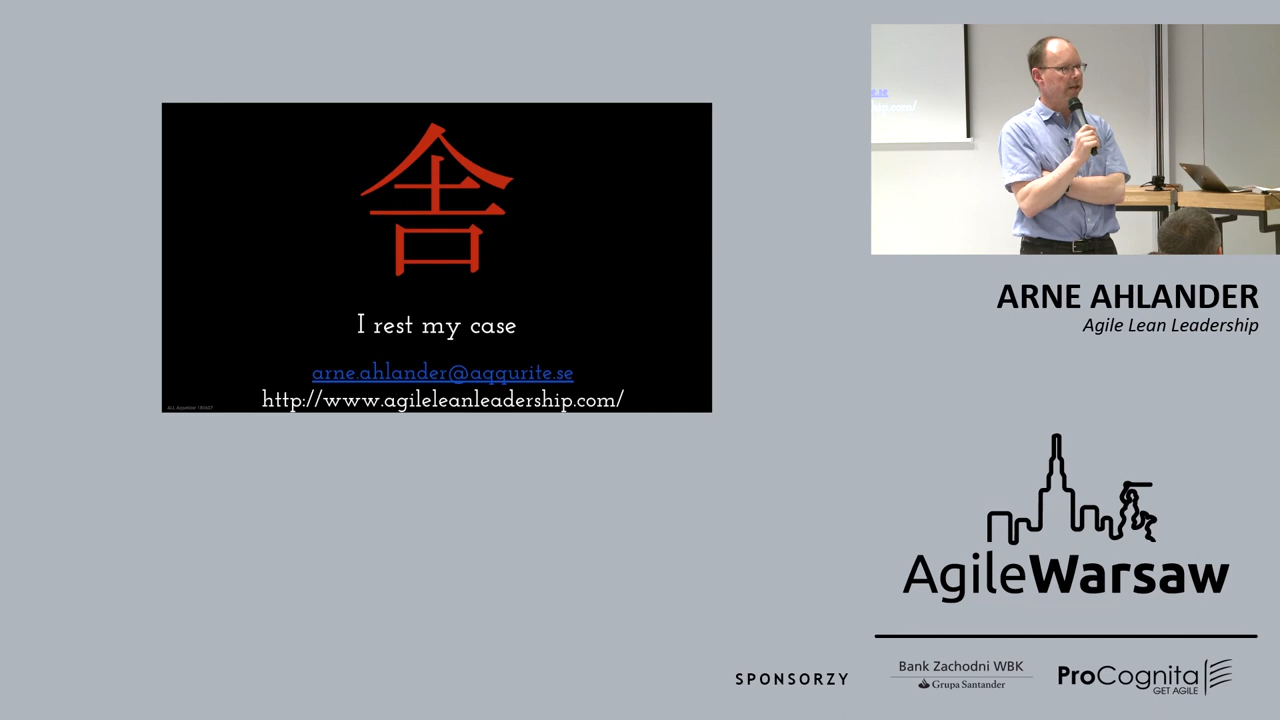 舎
I rest my case
arne.ahlander@aqqurite.se
http://www.agileleanleadership.com/
ARNE AHLANDER
Agile Lean Leadership
AgileWarsaw
SPONSORZY
Bank Zachodni WBK
Grupa Santander
ProCognita
GET AGILE